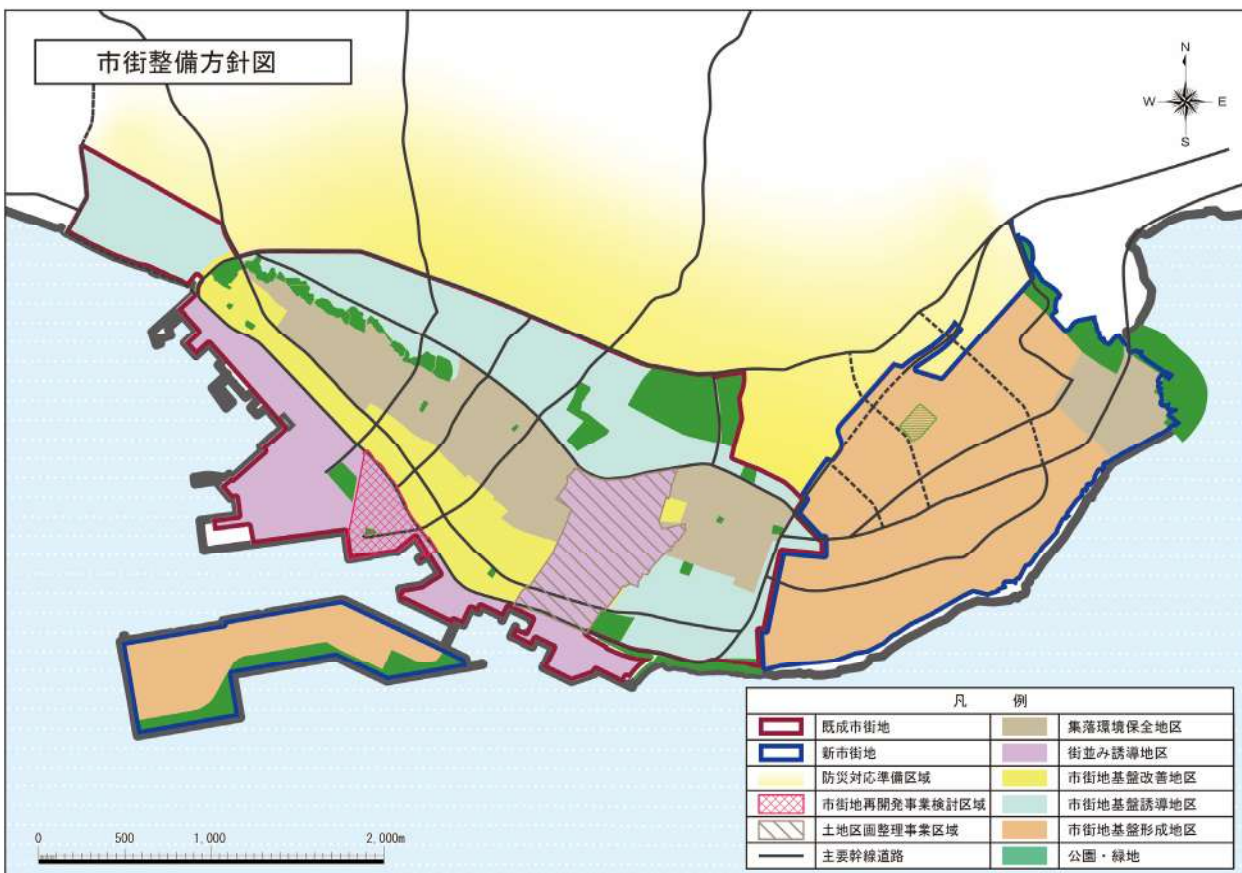 市街整備方針図
N
W
E
S
凡 例
既成市街地
集落環境保全地区
新市街地
街並み誘導地区
防災対応準備区域
市街地基盤改善地区
市街地再開発事業検討区域
市街地基盤誘導地区
土地区画整理事業区域
市街地基盤形成地区
主要幹線道路
公園・緑地
0 500 1,000 2,000m